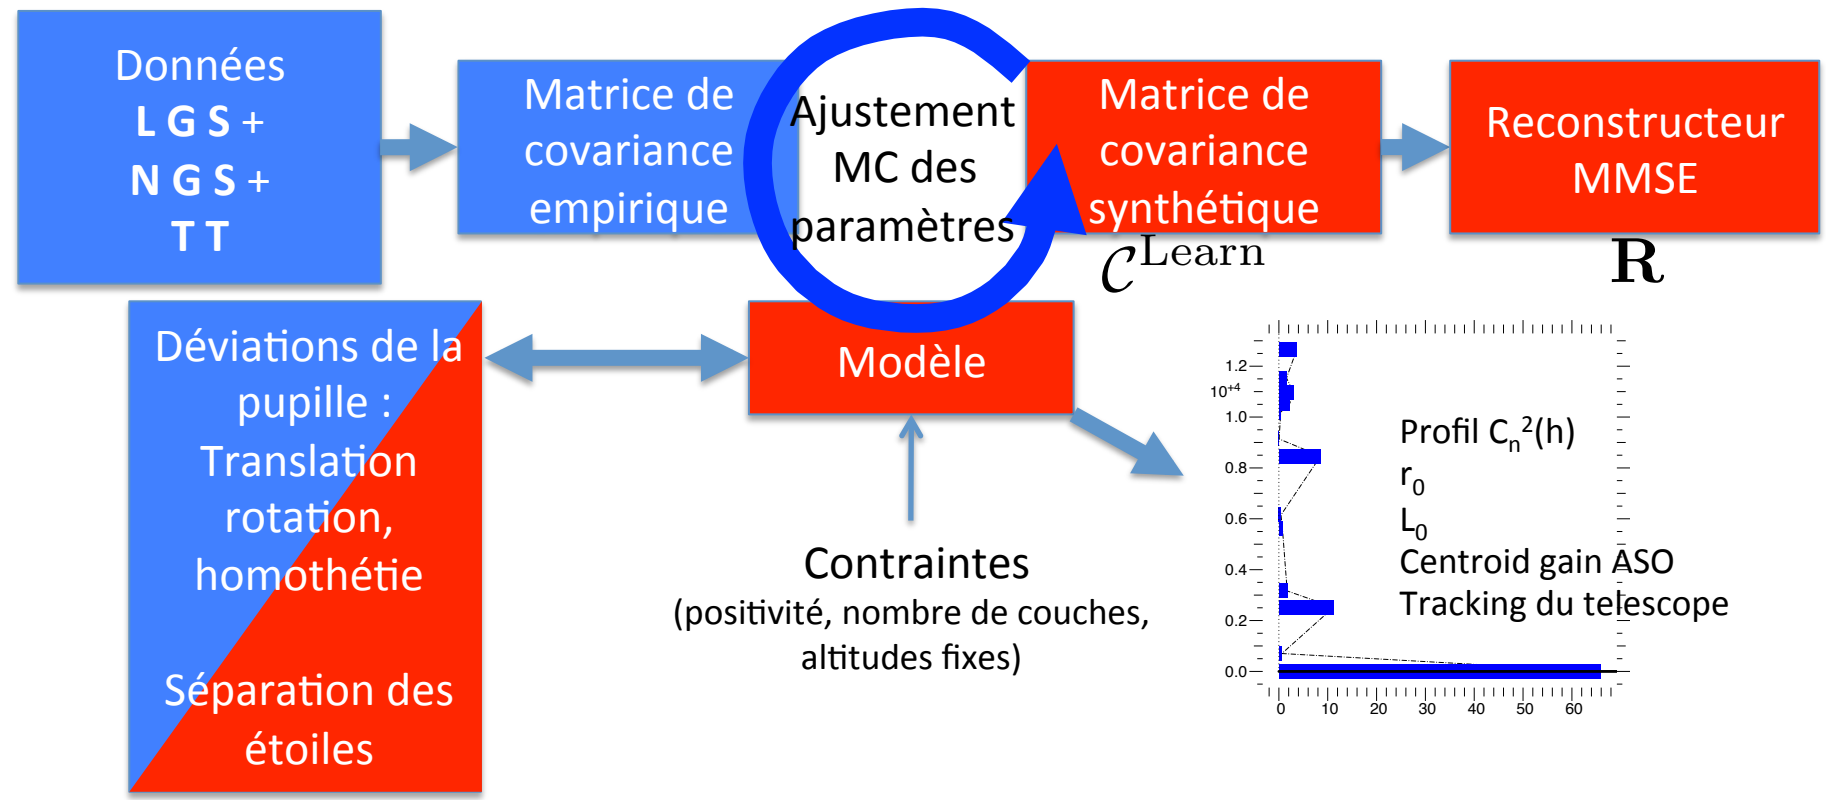 Données
L G S +
N G S +
T T
Matrice de
covariance
empirique
Ajustement
MC des
paramètres
Matrice de
covariance
synthétique
𝒞^Learn
Reconstructeur
MMSE
R
Déviations de la
pupille :
Translation
rotation,
homothétie
Séparation des
étoiles
Modèle
Contraintes
(positivité, nombre de couches,
altitudes fixes)
1.2
10+4
1.0
0.8
0.6
0.4
0.2
0.0
0 10 20 30 40 50 60
Profil Cn²(h)
r₀
L₀
Centroid gain ASO
Tracking du telescope